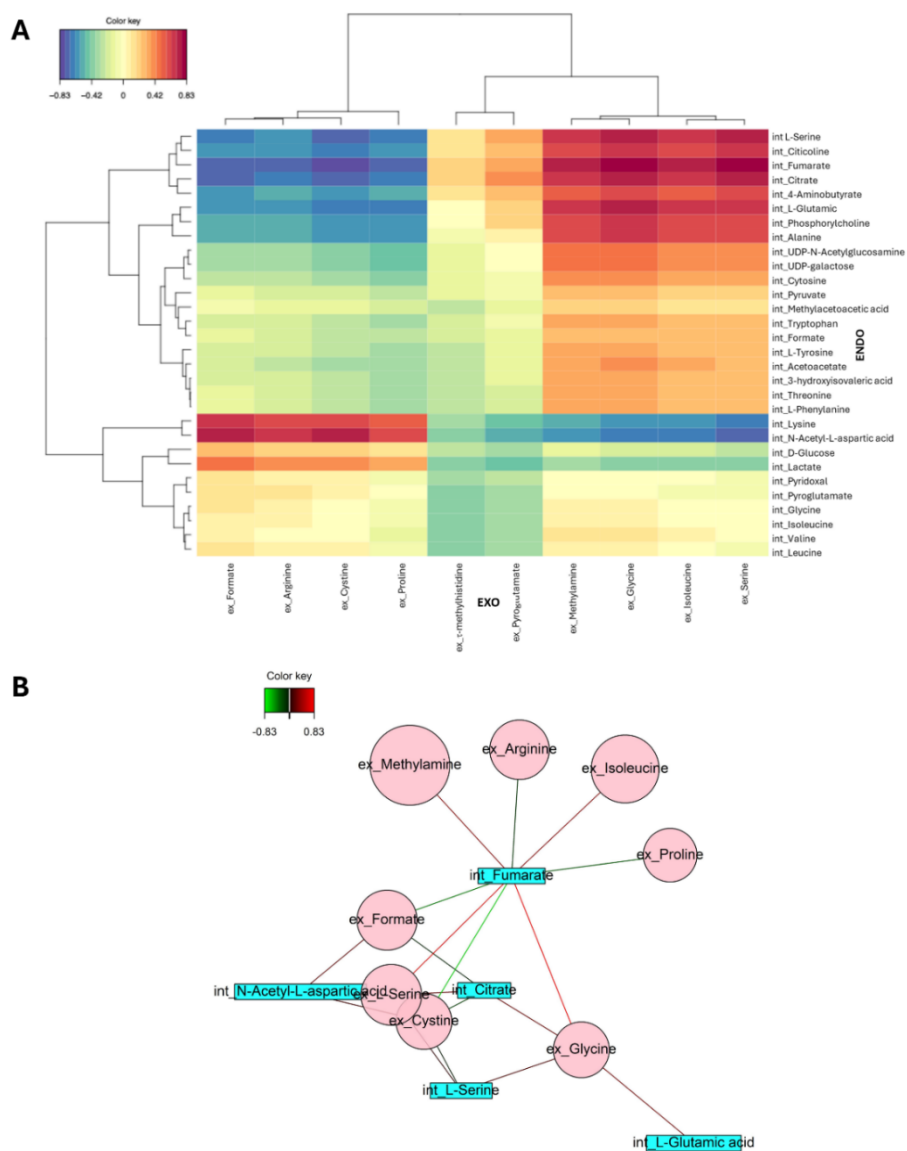 A
Color key
-0.83 -0.42 0 0.42 0.83
int L-Serine
int_Citicoline
int_Fumarate
int_Citrate
int_4-Aminobutyrate
int_L-Glutamic
int_Phosphorylcholine
int_Alanine
int_UDP-N-Acetylglucosamine
int_UDP-galactose
int_Cytosine
int_Pyruvate
int_Methylacetoacetic acid
int_Tryptophan
int_Formate
int_L-Tyrosine
int_Acetoacetate
int_3-hydroxyisovaleric acid
int_Threonine
int_L-Phenylanine
int_Lysine
int_N-Acetyl-L-aspartic acid
int_D-Glucose
int_Lactate
int_Pyridoxal
int_Pyroglutamate
int_Glycine
int_Isoleucine
int_Valine
int_Leucine
ENDO
ex_Formate
ex_Arginine
ex_Cystine
ex_Proline
ex_τ-methylhistidine
ex_Pyroglutamate
ex_Methylamine
ex_Glycine
ex_Isoleucine
ex_Serine
EXO
B
Color key
-0.83 0.83
ex_Methylamine
ex_Arginine
ex_Isoleucine
ex_Proline
int_Fumarate
ex_Formate
int_N-Acetyl-L-aspartic acid
ex_L-Serine
int_Citrate
ex_Cystine
ex_Glycine
int_L-Serine
int_L-Glutamic acid